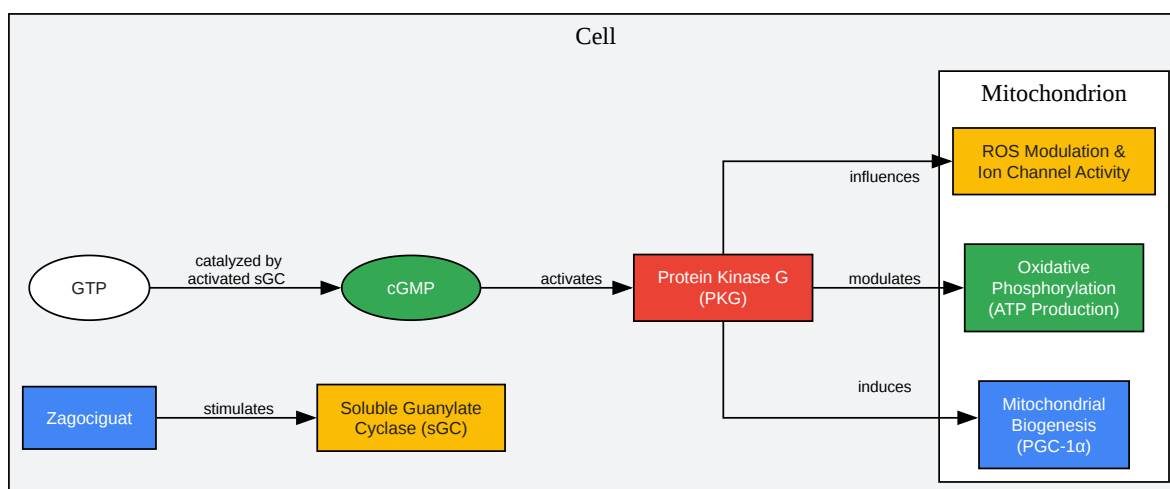 Cell
Mitochondrion
ROS Modulation &
Ion Channel Activity
influences
GTP
catalyzed by
activated sGC
cGMP
activates
Protein Kinase G
(PKG)
modulates
Oxidative
Phosphorylation
(ATP Production)
Zagociguat
stimulates
Soluble Guanylate
Cyclase (sGC)
induces
Mitochondrial
Biogenesis
(PGC-1α)